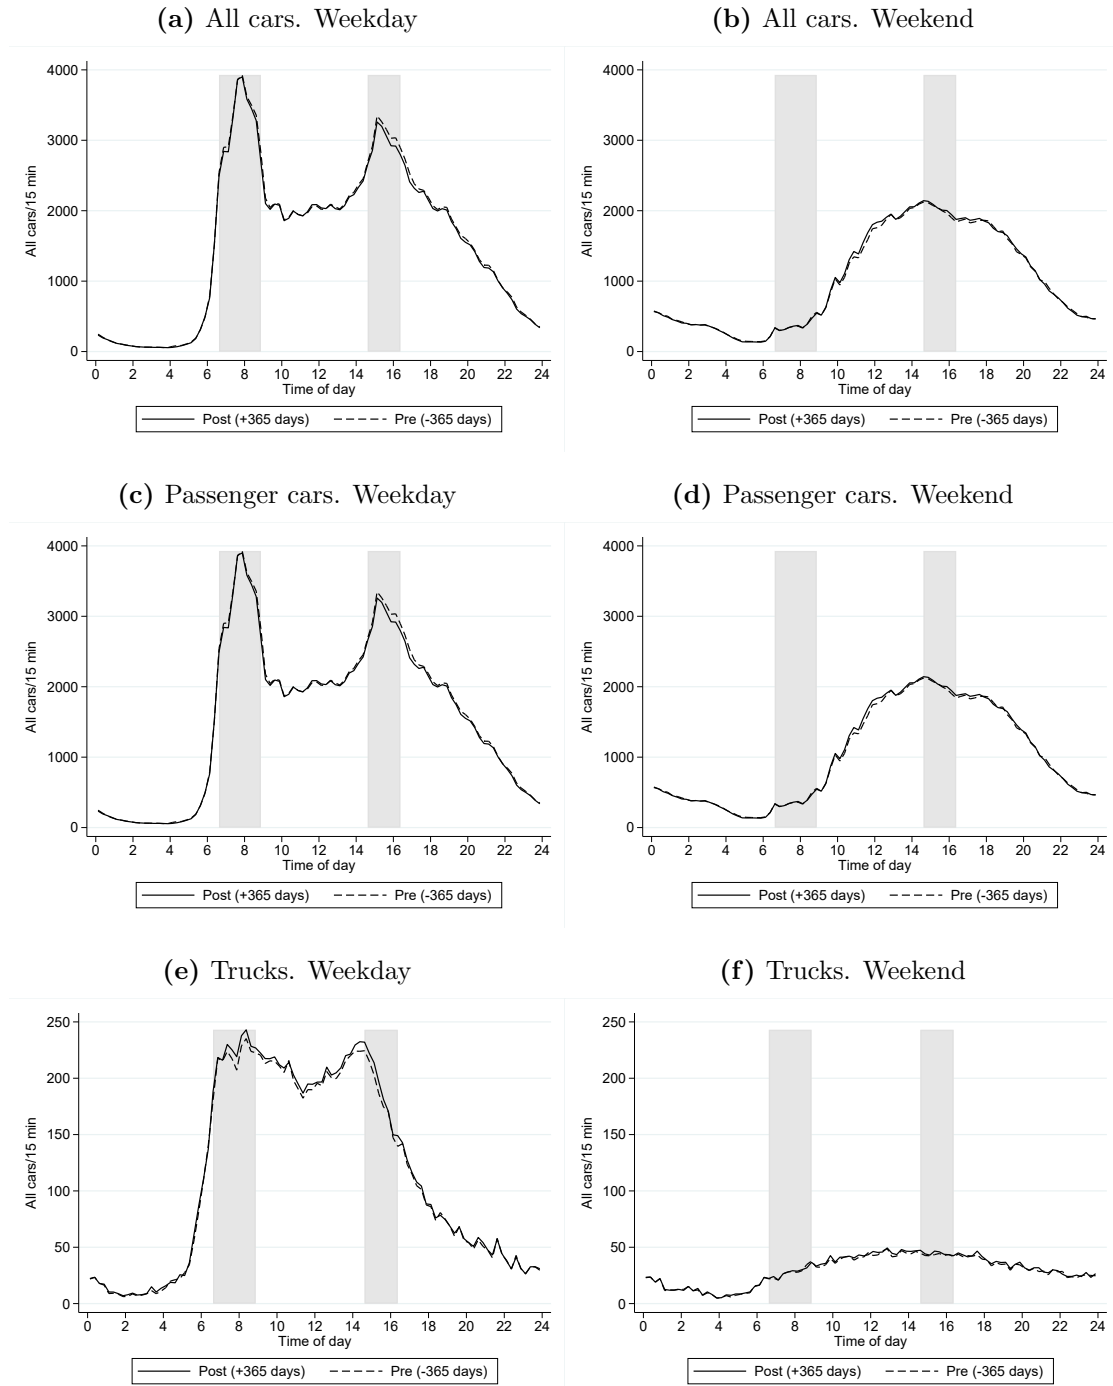 (a) All cars. Weekday
4000
3000
2000
1000
0
All cars/15 min
0 2 4 6 8 10 12 14 16 18 20 22 24
Time of day
Post (+365 days) Pre (-365 days)
(b) All cars. Weekend
4000
3000
2000
1000
0
All cars/15 min
0 2 4 6 8 10 12 14 16 18 20 22 24
Time of day
Post (+365 days) Pre (-365 days)
(c) Passenger cars. Weekday
4000
3000
2000
1000
0
All cars/15 min
0 2 4 6 8 10 12 14 16 18 20 22 24
Time of day
Post (+365 days) Pre (-365 days)
(d) Passenger cars. Weekend
4000
3000
2000
1000
0
All cars/15 min
0 2 4 6 8 10 12 14 16 18 20 22 24
Time of day
Post (+365 days) Pre (-365 days)
(e) Trucks. Weekday
250
200
150
100
50
0
All cars/15 min
0 2 4 6 8 10 12 14 16 18 20 22 24
Time of day
Post (+365 days) Pre (-365 days)
(f) Trucks. Weekend
250
200
150
100
50
0
All cars/15 min
0 2 4 6 8 10 12 14 16 18 20 22 24
Time of day
Post (+365 days) Pre (-365 days)